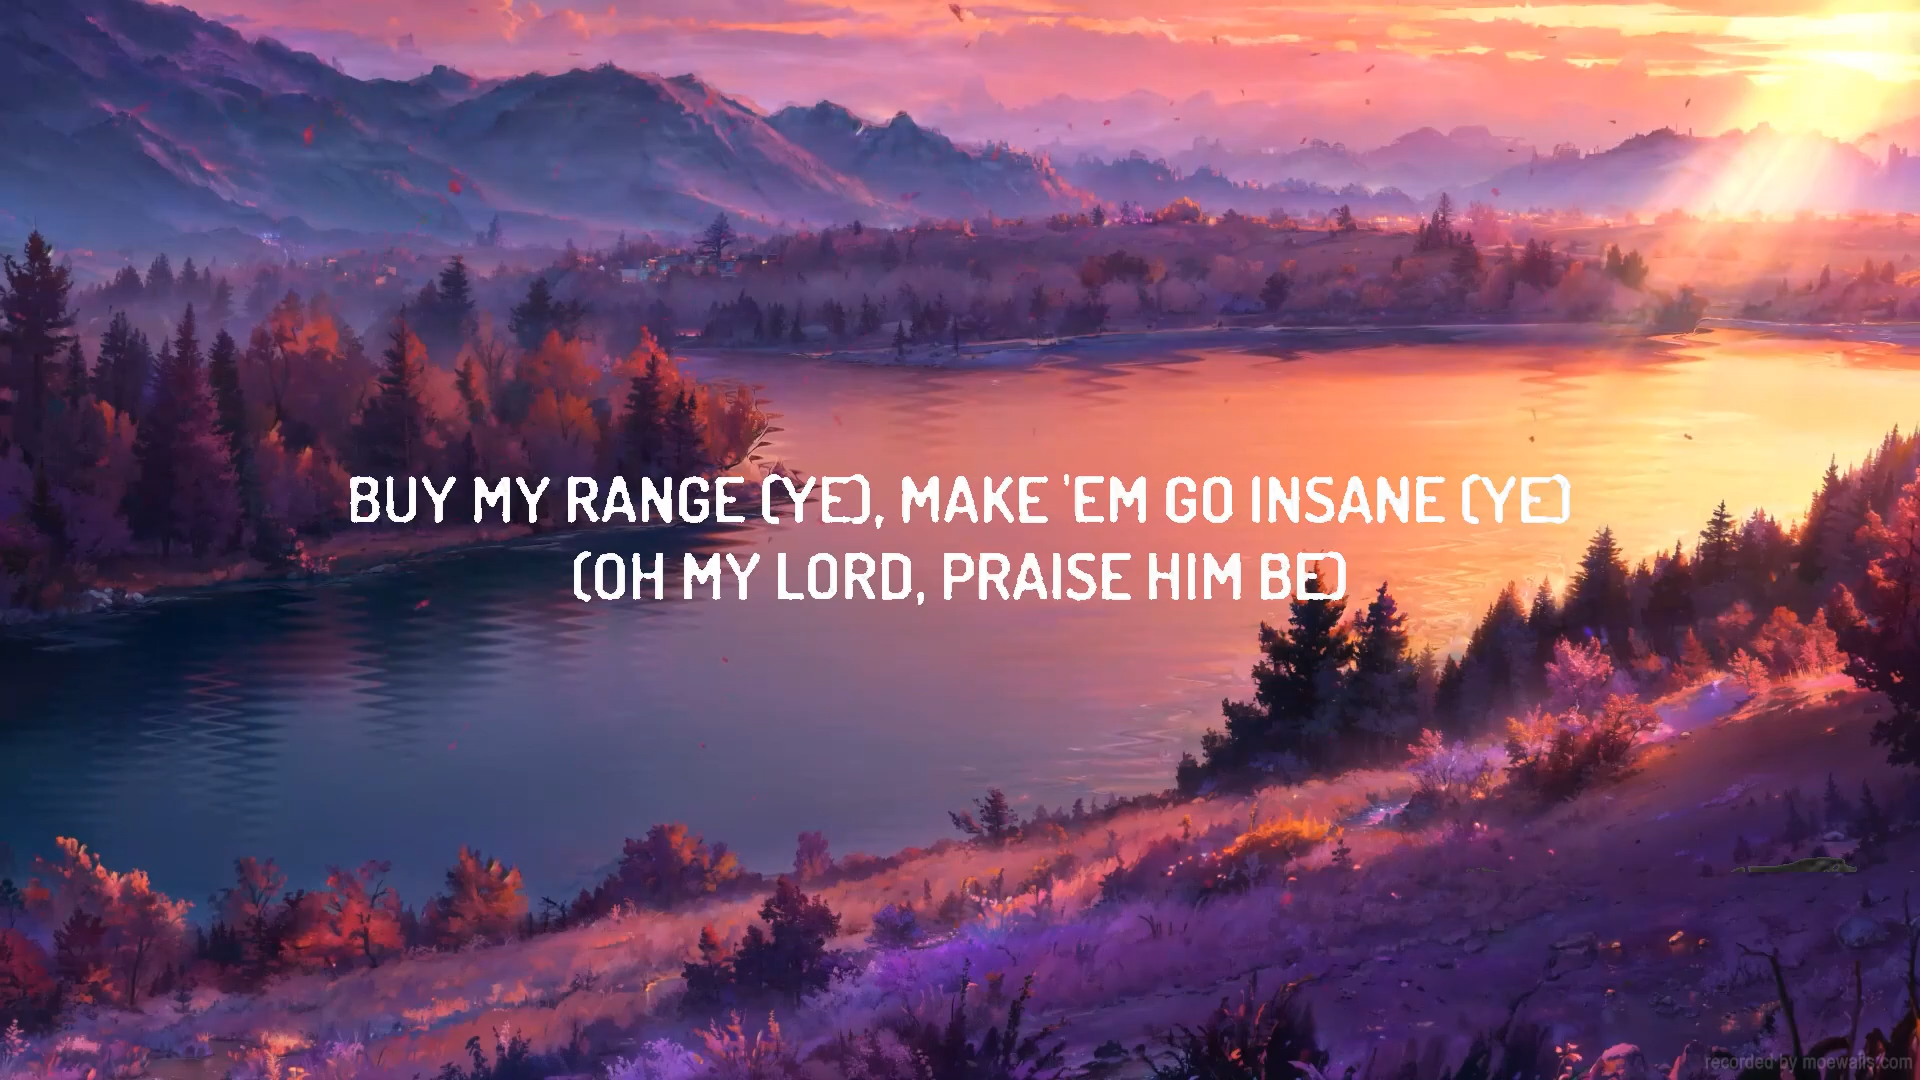 BUY MY RANGE (YE), MAKE 'EM GO INSANE (YE)
(OH MY LORD, PRAISE HIM BE)
recorded by moewalls.com